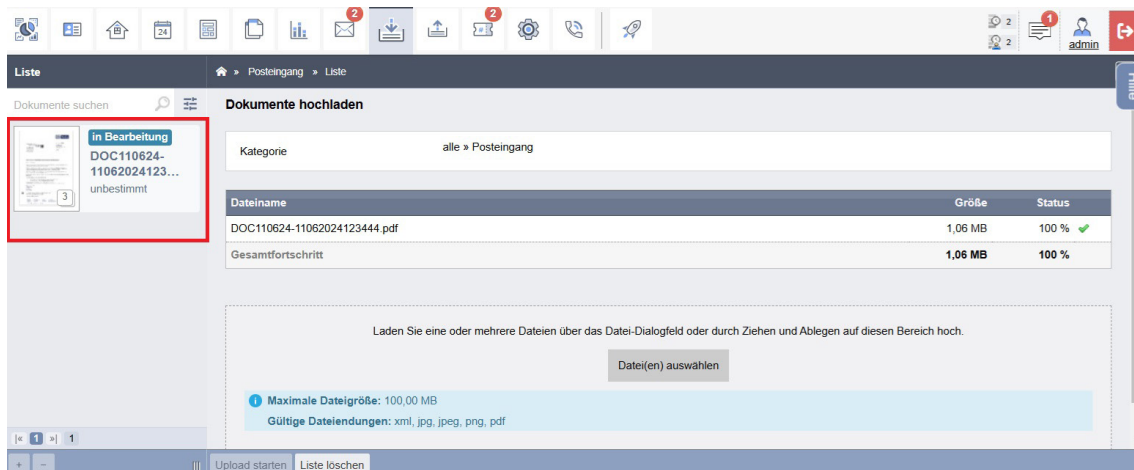 24
2
2
2
2
1
admin
Liste
» Posteingang » Liste
Hilfe
Dokumente suchen
Dokumente hochladen
in Bearbeitung
DOC110624-
11062024123...
unbestimmt
3
Kategorie alle » Posteingang
Dateiname Größe Status
DOC110624-11062024123444.pdf 1,06 MB 100 %
Gesamtfortschritt 1,06 MB 100 %
Laden Sie eine oder mehrere Dateien über das Datei-Dialogfeld oder durch Ziehen und Ablegen auf diesen Bereich hoch.
Datei(en) auswählen
Maximale Dateigröße: 100,00 MB
Gültige Dateiendungen: xml, jpg, jpeg, png, pdf
|« 1 »| 1
+ − Upload starten Liste löschen